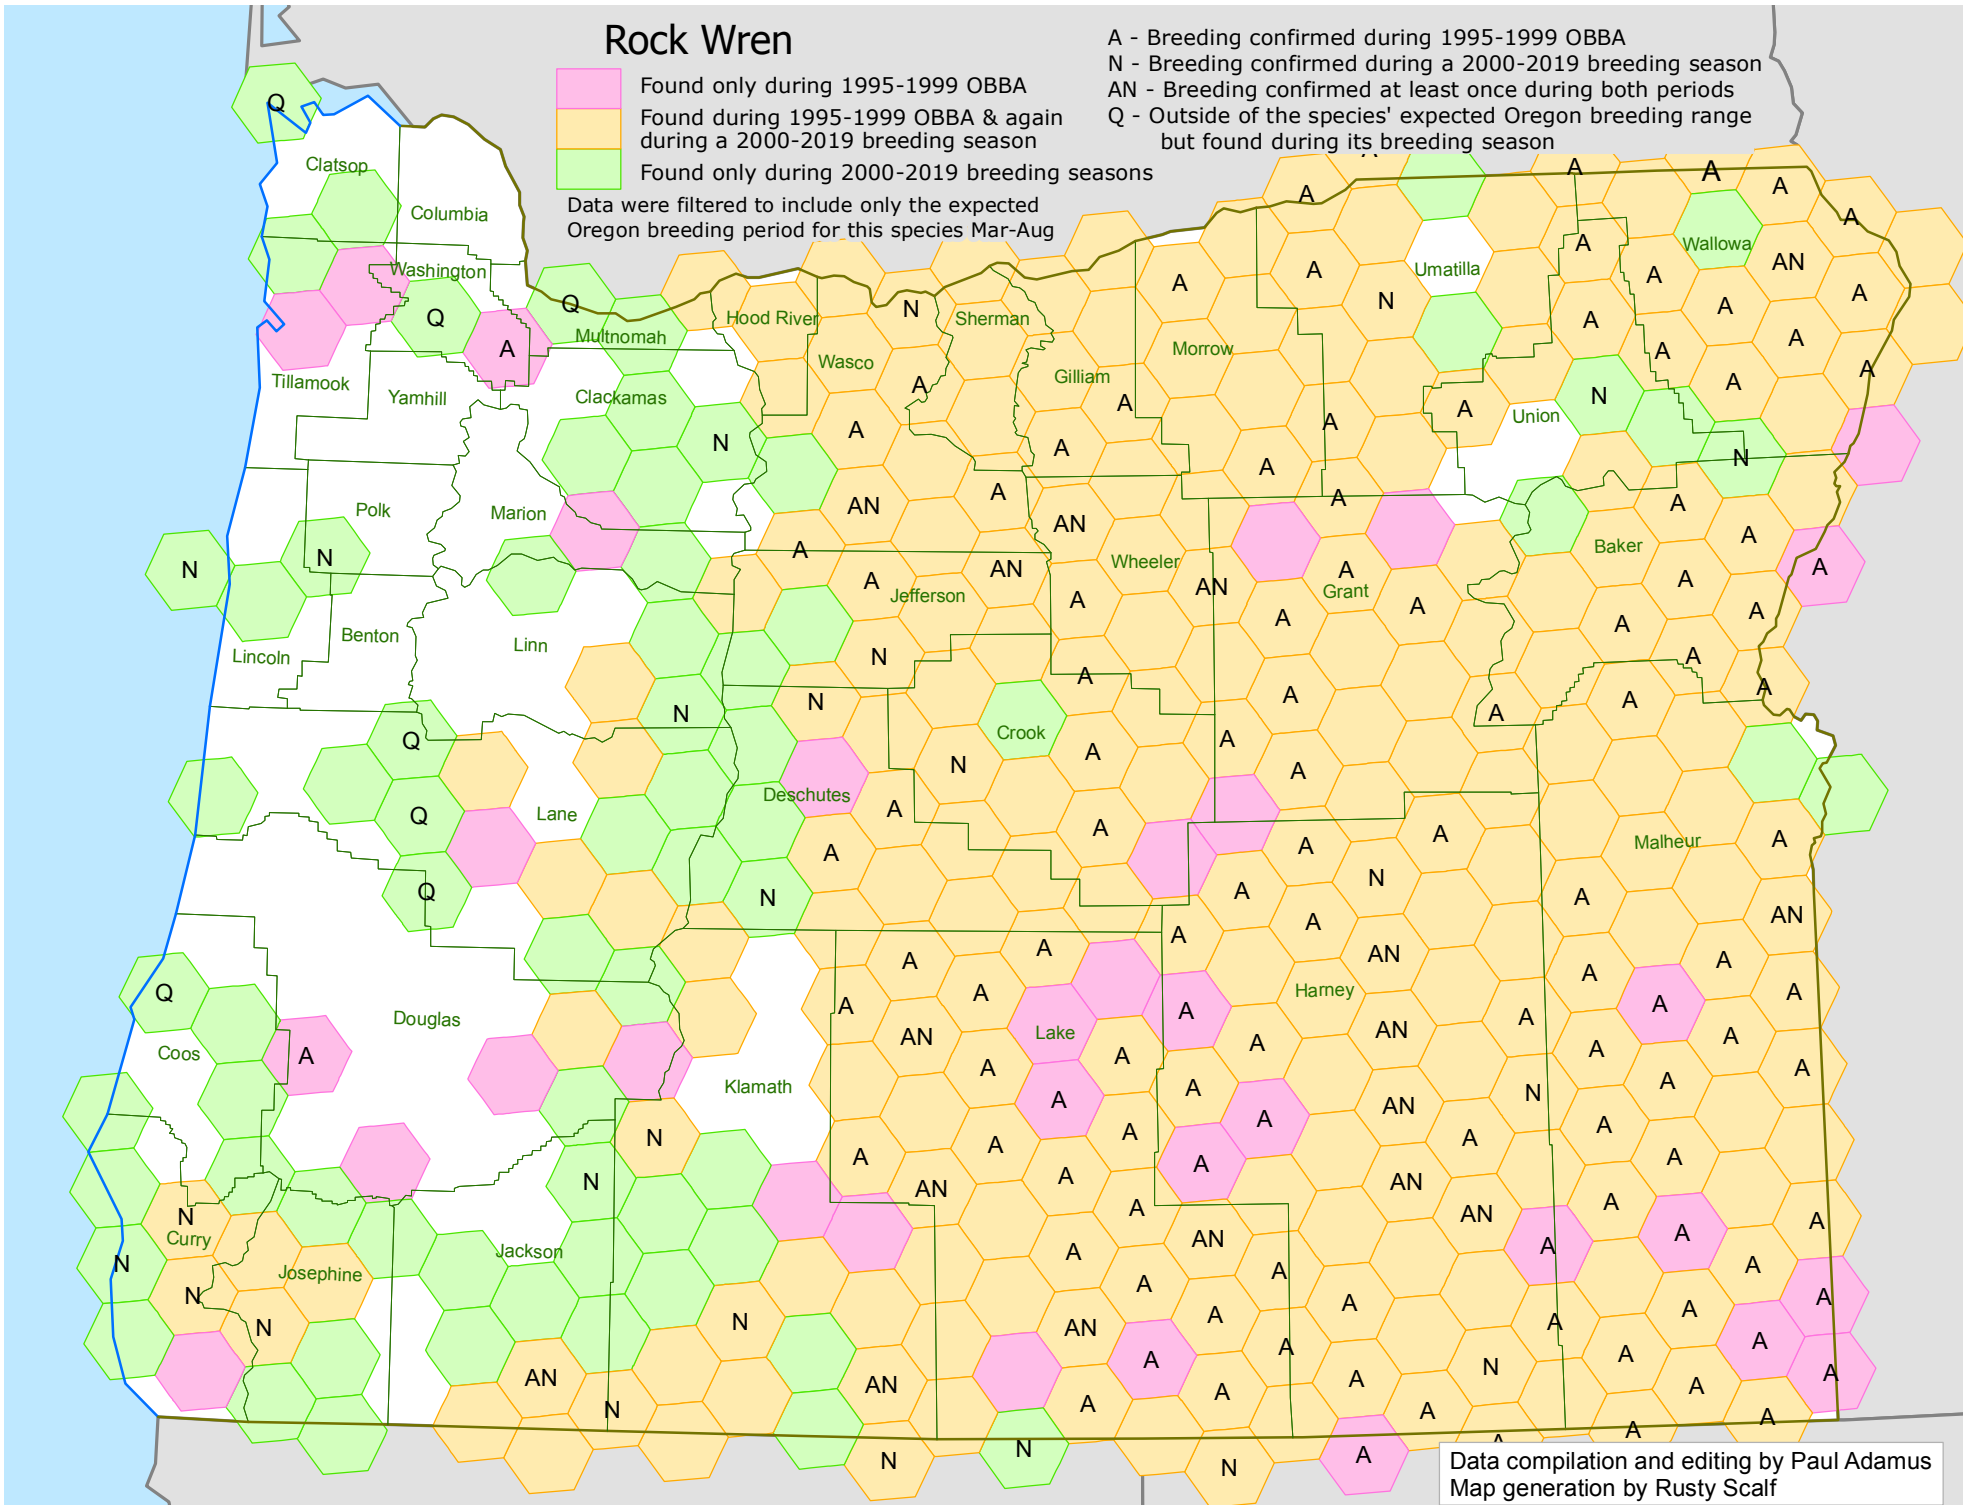 Rock Wren
Found only during 1995-1999 OBBA
Found during 1995-1999 OBBA & again
during a 2000-2019 breeding season
Found only during 2000-2019 breeding seasons
Data were filtered to include only the expected
Oregon breeding period for this species Mar-Aug
A - Breeding confirmed during 1995-1999 OBBA
N - Breeding confirmed during a 2000-2019 breeding season
AN - Breeding confirmed at least once during both periods
Q - Outside of the species' expected Oregon breeding range
but found during its breeding season
Clatsop
Columbia
Washington
Tillamook
Yamhill
Multnomah
Clackamas
Hood River
Wasco
Sherman
Gilliam
Morrow
Umatilla
Wallowa
Union
Polk
Marion
Lincoln
Benton
Linn
Jefferson
Wheeler
Grant
Baker
Crook
Deschutes
Lane
Malheur
Douglas
Coos
Klamath
Lake
Harney
Curry
Josephine
Jackson
Data compilation and editing by Paul Adamus
Map generation by Rusty Scalf